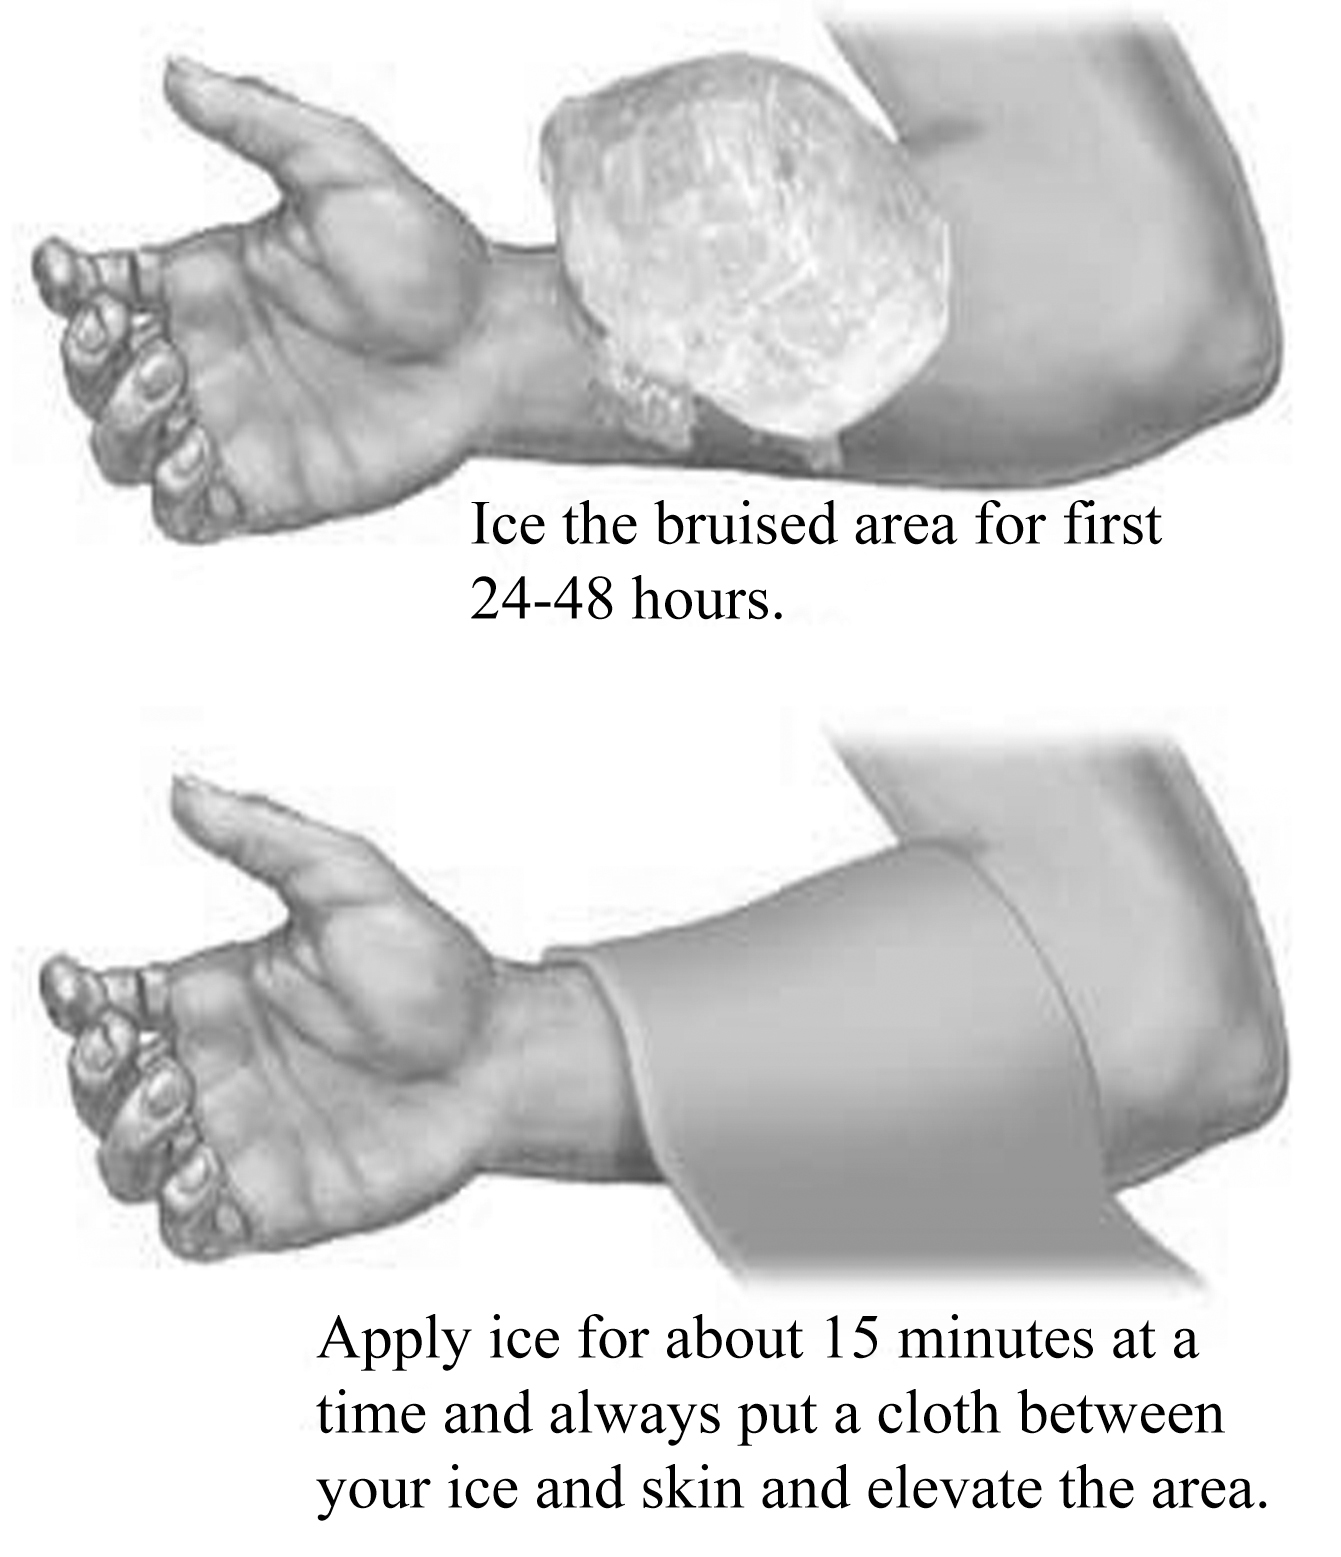 Ice the bruised area for first
24-48 hours.
Apply ice for about 15 minutes at a
time and always put a cloth between
your ice and skin and elevate the area.